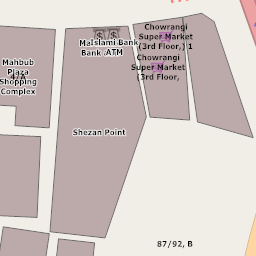 Chowrangi
Super Market
(3rd Floor,) 1
Islami Bank
ATM
Bank
Chowrangi
Super Market
(3rd Floor,
Mahbub
Plaza
Shopping
Complex
Shezan Point
87/92, B